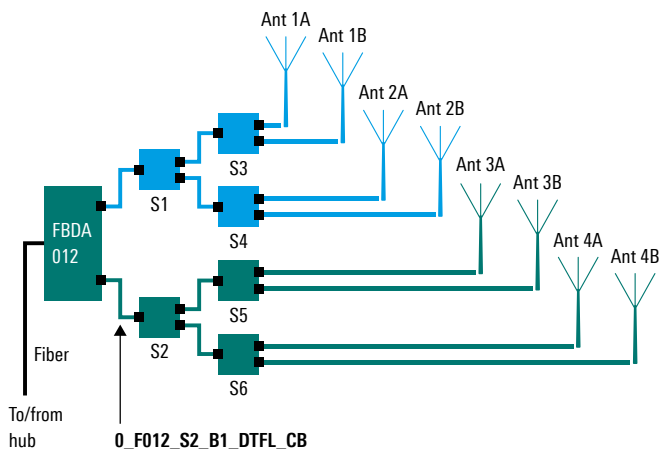 Ant 1A
Ant 1B
Ant 2A
Ant 2B
Ant 3A
Ant 3B
Ant 4A
Ant 4B
S3
S1
S4
FBDA
012
S5
S2
S6
Fiber
To/from
hub
0_F012_S2_B1_DTFL_CB